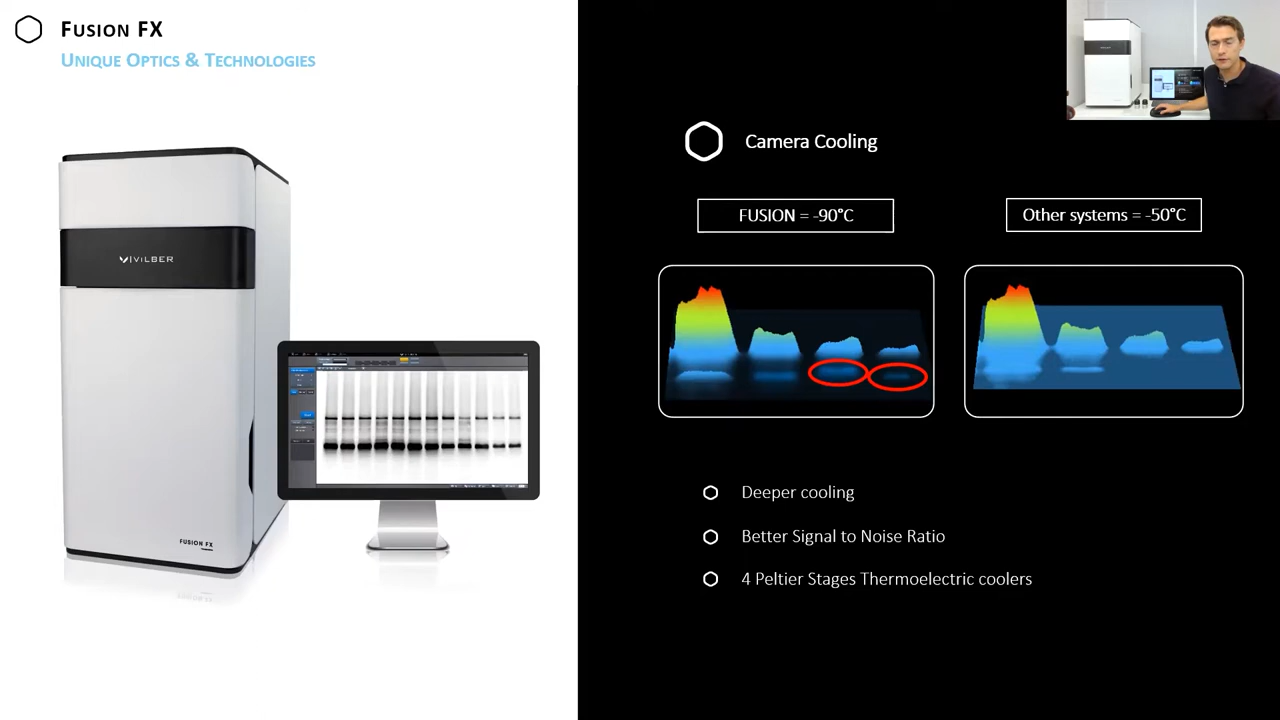 FUSION FX
UNIQUE OPTICS & TECHNOLOGIES
VILBER
FUSION FX
Camera Cooling
FUSION = -90°C
Other systems = -50°C
Deeper cooling
Better Signal to Noise Ratio
4 Peltier Stages Thermoelectric coolers